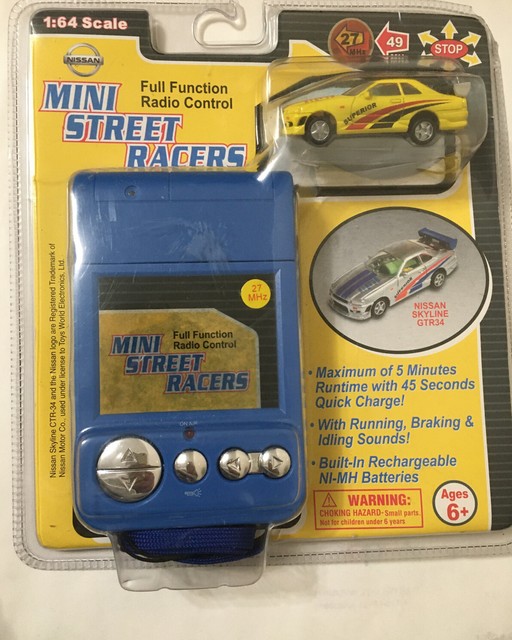 1:64 Scale
NISSAN
27
MHz
49
STOP
Full Function
Radio Control
MINI
STREET
RACERS
SUPERIOR
NISSAN
SKYLINE
GTR34
27
MHz
Full Function
Radio Control
MINI
STREET
RACERS
• Maximum of 5 Minutes
Runtime with 45 Seconds
Quick Charge!
• With Running, Braking &
Idling Sounds!
• Built-In Rechargeable
NI-MH Batteries
WARNING:
CHOKING HAZARD- Small parts.
Not for children under 6 years
Ages
6+
Nissan Skyline GTR-34 and the Nissan logo are Registered Trademark of
Nissan Motor Co., used under license to Toys World Electronics, Ltd.